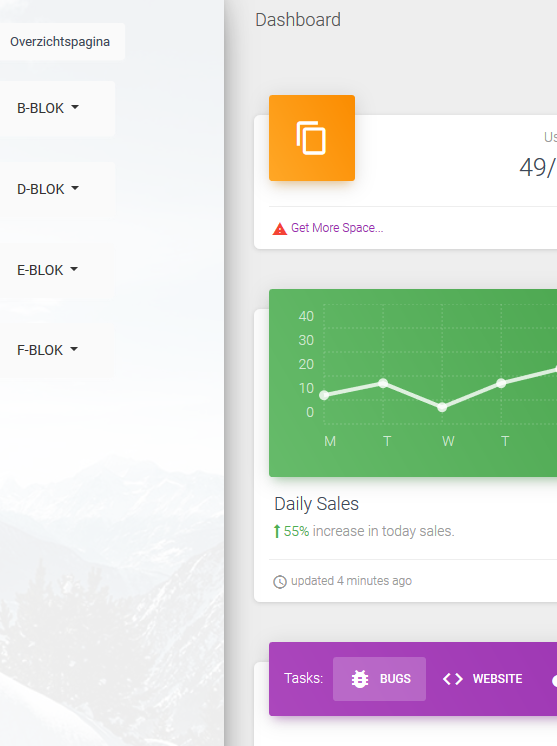 Overzichtspagina
B-BLOK
D-BLOK
E-BLOK
F-BLOK
Dashboard
49/
Get More Space...
40
30
20
10
0
M T W T
Daily Sales
55% increase in today sales.
updated 4 minutes ago
Tasks: BUGS WEBSITE